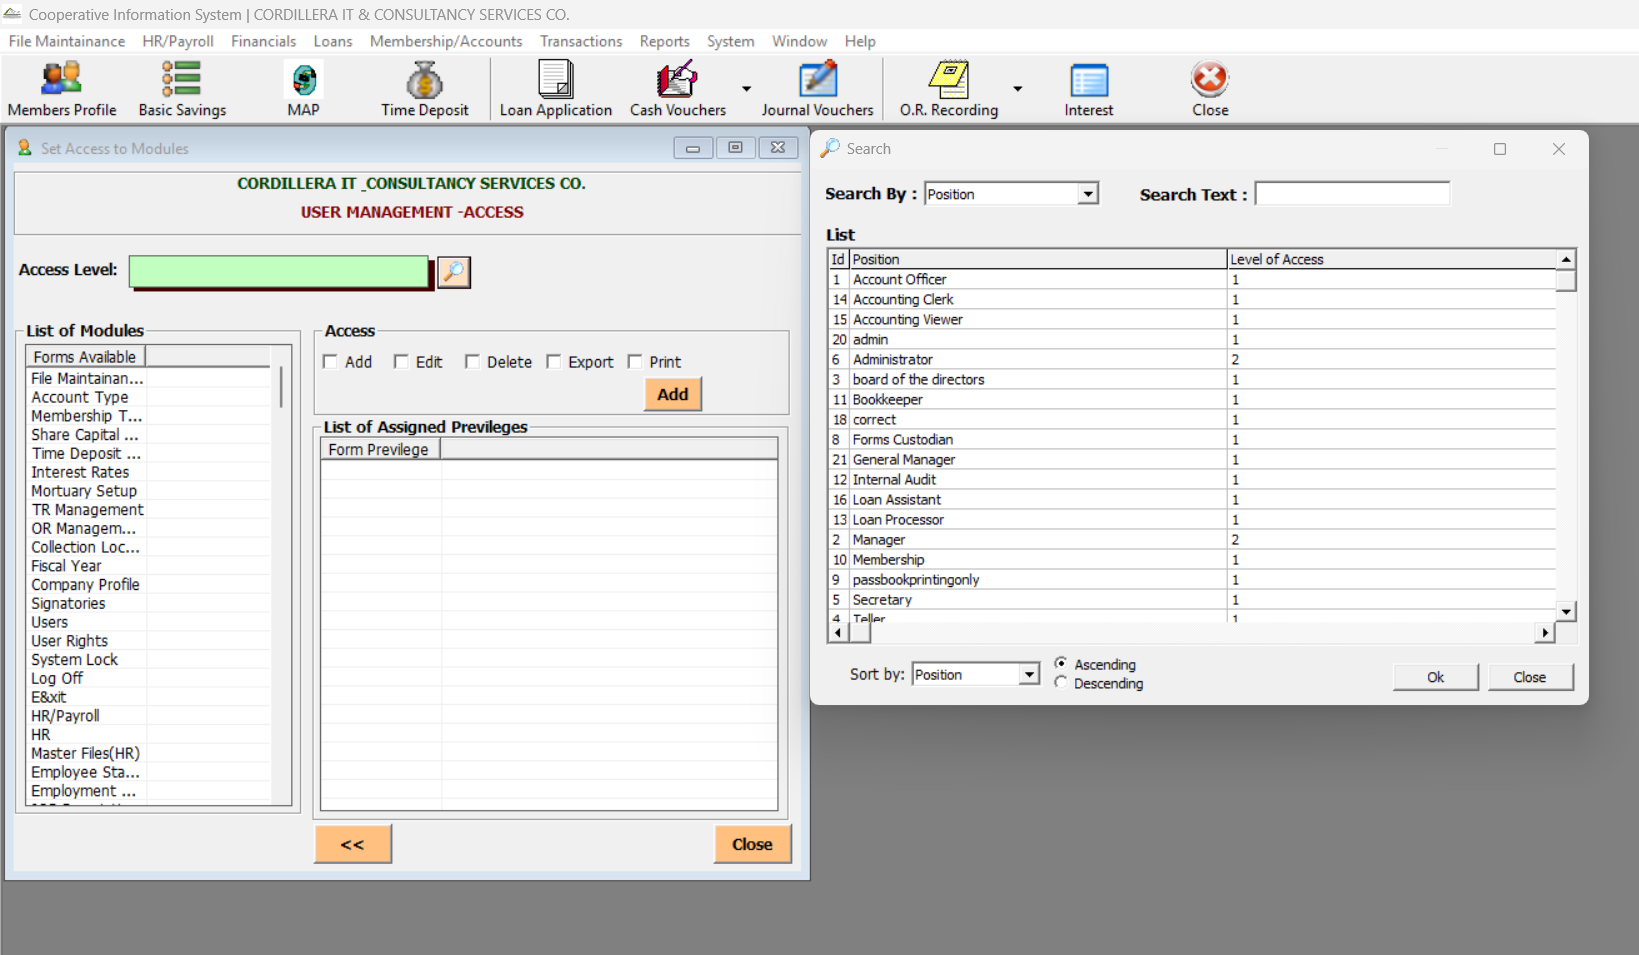 Cooperative Information System | CORDILLERA IT & CONSULTANCY SERVICES CO.
File Maintainance HR/Payroll Financials Loans Membership/Accounts Transactions Reports System Window Help
Members Profile Basic Savings MAP Time Deposit Loan Application Cash Vouchers Journal Vouchers O.R. Recording Interest Close
Set Access to Modules
CORDILLERA IT _CONSULTANCY SERVICES CO.
USER MANAGEMENT -ACCESS
Access Level:
List of Modules
Forms Available
File Maintainan...
Account Type
Membership T...
Share Capital ...
Time Deposit ...
Interest Rates
Mortuary Setup
TR Management
OR Managem...
Collection Loc...
Fiscal Year
Company Profile
Signatories
Users
User Rights
System Lock
Log Off
E&xit
HR/Payroll
HR
Master Files(HR)
Employee Sta...
Employment ...
Access
Add Edit Delete Export Print
Add
List of Assigned Previleges
Form Previlege
<<
Close
Search
Search By : Position Search Text :
List
Id Position Level of Access
1 Account Officer 1
14 Accounting Clerk 1
15 Accounting Viewer 1
20 admin 1
6 Administrator 2
3 board of the directors 1
11 Bookkeeper 1
18 correct 1
8 Forms Custodian 1
21 General Manager 1
12 Internal Audit 1
16 Loan Assistant 1
13 Loan Processor 1
2 Manager 2
10 Membership 1
9 passbookprintingonly 1
5 Secretary 1
4 Teller 1
Sort by: Position
Ascending
Descending
Ok
Close